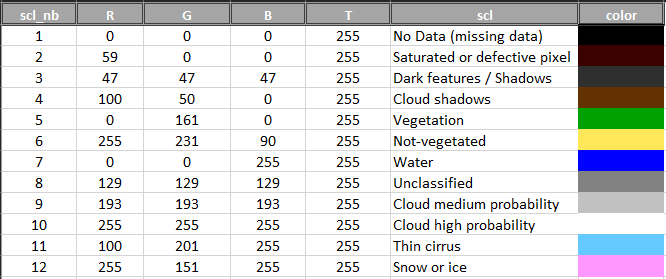 scl_nb R G B T scl color
1 0 0 0 255 No Data (missing data)
2 59 0 0 255 Saturated or defective pixel
3 47 47 47 255 Dark features / Shadows
4 100 50 0 255 Cloud shadows
5 0 161 0 255 Vegetation
6 255 231 90 255 Not-vegetated
7 0 0 255 255 Water
8 129 129 129 255 Unclassified
9 193 193 193 255 Cloud medium probability
10 255 255 255 255 Cloud high probability
11 100 201 255 255 Thin cirrus
12 255 151 255 255 Snow or ice